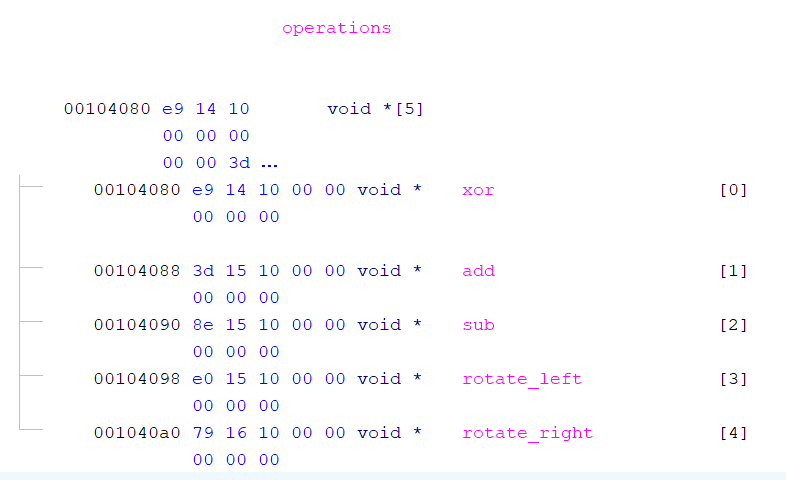 operations
00104080 e9 14 10 void *[5]
00 00 00
00 00 3d ...
00104080 e9 14 10 00 00 void * xor [0]
00 00 00
00104088 3d 15 10 00 00 void * add [1]
00 00 00
00104090 8e 15 10 00 00 void * sub [2]
00 00 00
00104098 e0 15 10 00 00 void * rotate_left [3]
00 00 00
001040a0 79 16 10 00 00 void * rotate_right [4]
00 00 00